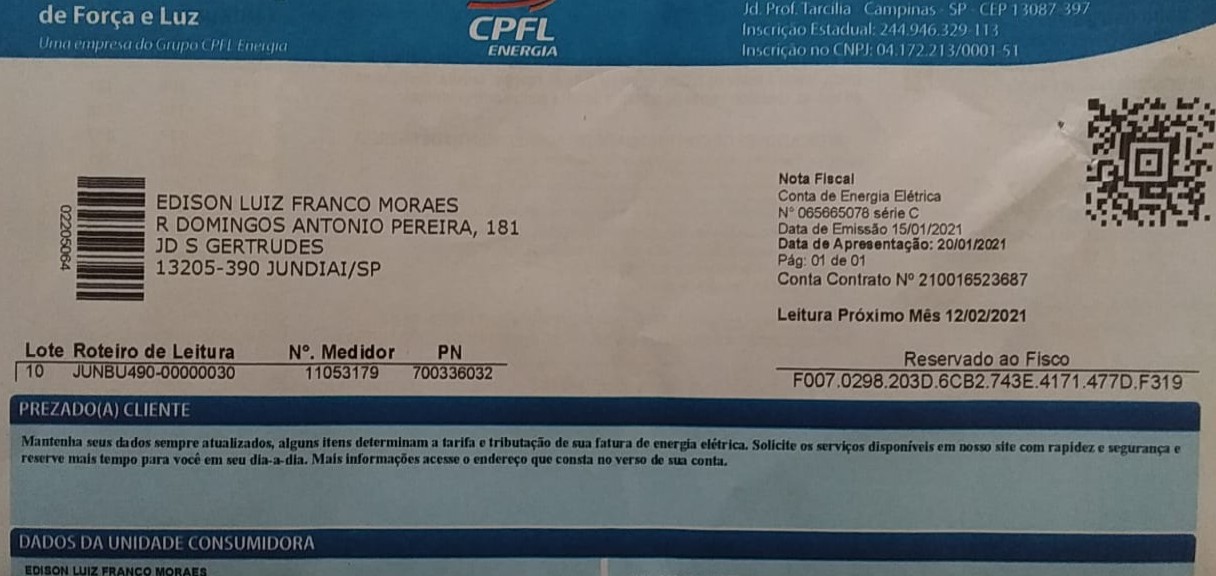 de Força e Luz
Uma empresa do Grupo CPFL Energia
CPFL
ENERGIA
Jd. Prof. Tarcilia Campinas - SP - CEP 13087-397
Inscrição Estadual: 244.946.329-113
Inscrição no CNPJ: 04.172.213/0001-51
02205064
EDISON LUIZ FRANCO MORAES
R DOMINGOS ANTONIO PEREIRA, 181
JD S GERTRUDES
13205-390 JUNDIAI/SP
Nota Fiscal
Conta de Energia Elétrica
N° 065665078 série C
Data de Emissão 15/01/2021
Data de Apresentação: 20/01/2021
Pág: 01 de 01
Conta Contrato Nº 210016523687
Leitura Próximo Mês 12/02/2021
Lote Roteiro de Leitura Nº. Medidor PN
10 JUNBU490-00000030 11053179 700336032
Reservado ao Fisco
F007.0298.203D.6CB2.743E.4171.477D.F319
PREZADO(A) CLIENTE
Mantenha seus dados sempre atualizados, alguns itens determinam a tarifa e tributação de sua fatura de energia elétrica. Solicite os serviços disponíveis em nosso site com rapidez e segurança e
reserve mais tempo para você em seu dia-a-dia. Mais informações acesse o endereço que consta no verso de sua conta.
DADOS DA UNIDADE CONSUMIDORA
EDISON LUIZ FRANCO MORAES